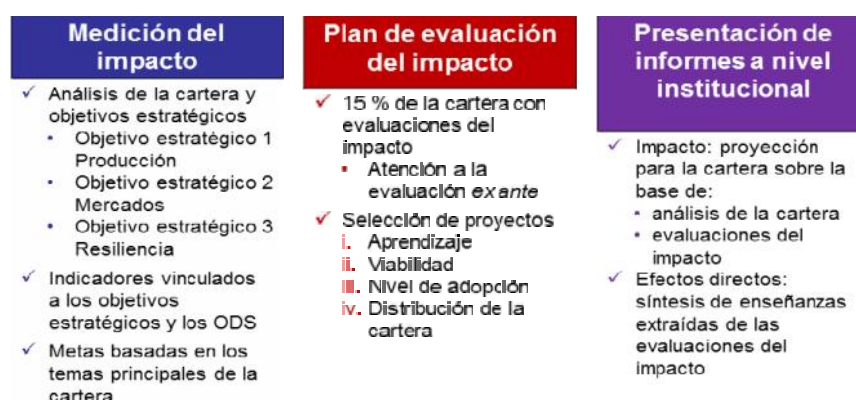 Medición del
impacto
✓ Análisis de la cartera y
objetivos estratégicos
• Objetivo estratégico 1
Producción
• Objetivo estratégico 2
Mercados
• Objetivo estratégico 3
Resiliencia
✓ Indicadores vinculados
a los objetivos
estratégicos y los ODS
✓ Metas basadas en los
temas principales de la
cartera
Plan de evaluación
del impacto
✓ 15 % de la cartera con
evaluaciones del
impacto
▪ Atención a la
evaluación exante
✓ Selección de proyectos
i. Aprendizaje
ii. Viabilidad
iii. Nivel de adopción
iv. Distribución de la
cartera
Presentación de
informes a nivel
institucional
✓ Impacto: proyección
para la cartera sobre la
base de:
• análisis de la cartera
• evaluaciones del
impacto
✓ Efectos directos:
síntesis de enseñanzas
extraídas de las
evaluaciones del
impacto